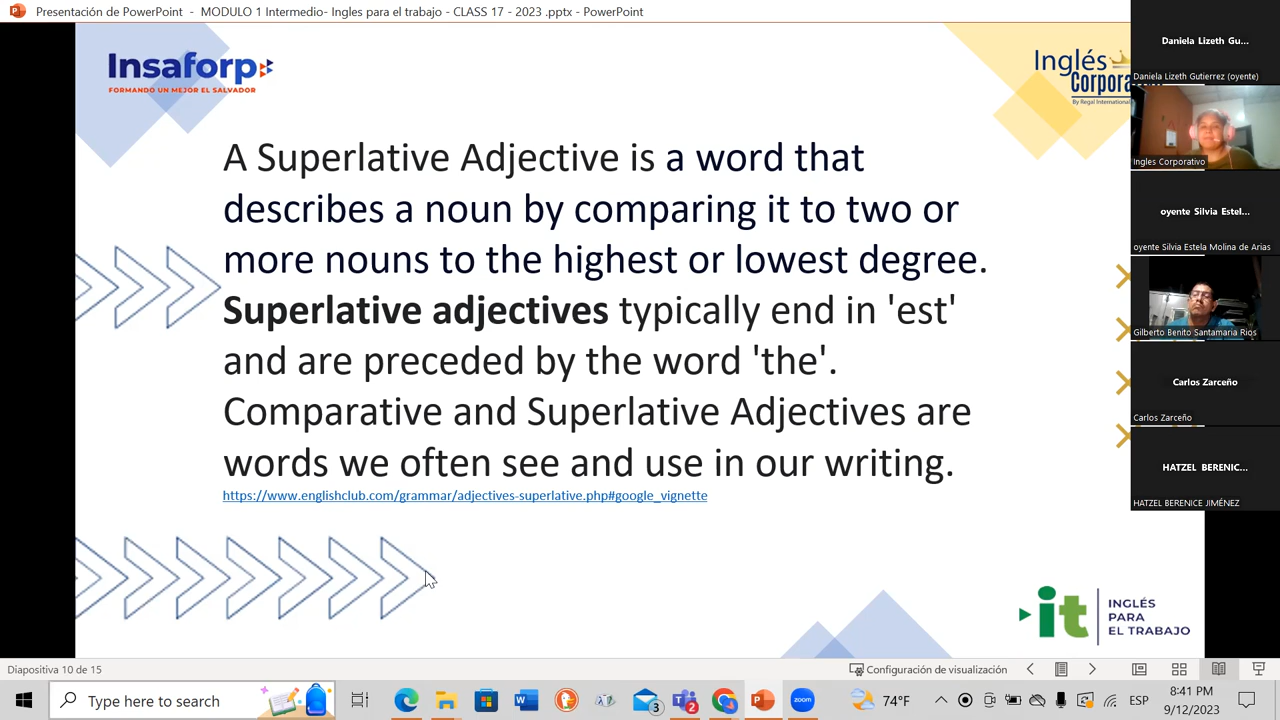 Presentación de PowerPoint - MODULO 1 Intermedio- Ingles para el trabajo - CLASS 17 - 2023 .pptx - PowerPoint
Insaforp
FORMANDO UN MEJOR EL SALVADOR
Inglés
Corpora
By Regal International
A Superlative Adjective is a word that
describes a noun by comparing it to two or
more nouns to the highest or lowest degree.
Superlative adjectives typically end in 'est'
and are preceded by the word 'the'.
Comparative and Superlative Adjectives are
words we often see and use in our writing.
https://www.englishclub.com/grammar/adjectives-superlative.php#google_vignette
it
INGLÉS
PARA
EL TRABAJO
Daniela Lizeth Gu...
Daniela Lizeth Gutierrez (oyente)
Ingles Corporativo
oyente Silvia Estel...
oyente Silvia Estela Molina de Arias
Gilberto Benito Santamaria Rios
Carlos Zarceño
Carlos Zarceño
HATZEL BERENIC...
HATZEL BERENICE JIMÉNEZ
Diapositiva 10 de 15
Configuración de visualización
Type here to search
3
2
zoom
74°F
ESP
8:41 PM
9/12/2023